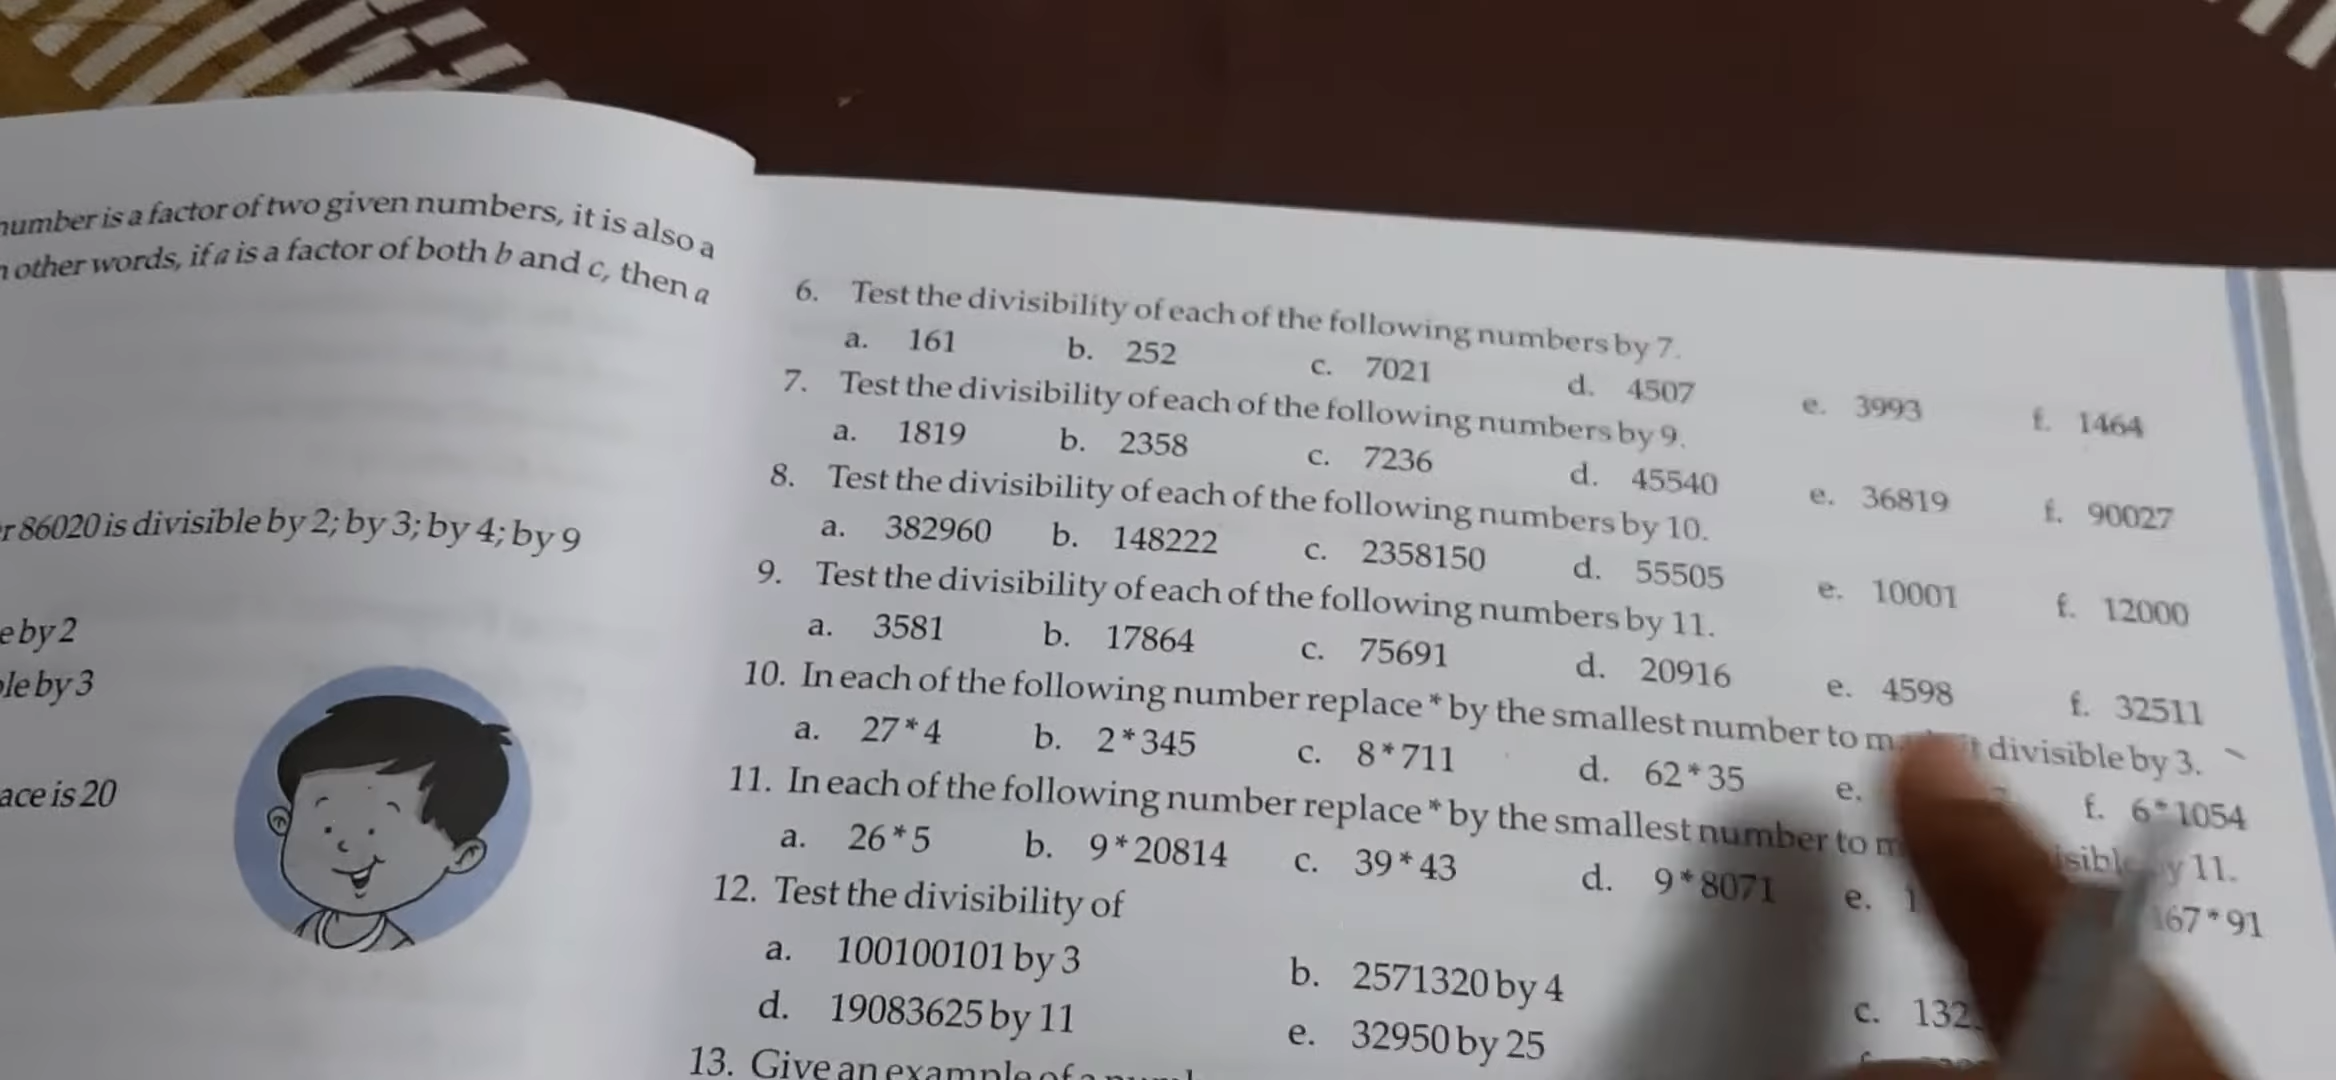 number is a factor of two given numbers, it is also a
other words, if a is a factor of both b and c, then a
r 86020 is divisible by 2; by 3; by 4; by 9
e by 2
le by 3
ace is 20
6. Test the divisibility of each of the following numbers by 7.
a. 161 b. 252 c. 7021 d. 4507 e. 3993 f. 1464
7. Test the divisibility of each of the following numbers by 9.
a. 1819 b. 2358 c. 7236 d. 45540 e. 36819 f. 90027
8. Test the divisibility of each of the following numbers by 10.
a. 382960 b. 148222 c. 2358150 d. 55505 e. 10001 f. 12000
9. Test the divisibility of each of the following numbers by 11.
a. 3581 b. 17864 c. 75691 d. 20916 e. 4598 f. 32511
10. In each of the following number replace * by the smallest number to divisible by 3.
a. 27*4 b. 2*345 c. 8*711 d. 62*35 e. f. 6*1054
11. In each of the following number replace * by the smallest number to by 11.
a. 26*5 b. 9*20814 c. 39*43 d. 9*8071 e. 1 167*91
12. Test the divisibility of
a. 100100101 by 3 b. 2571320 by 4 c. 132
d. 19083625 by 11 e. 32950 by 25
13. Give an example of a